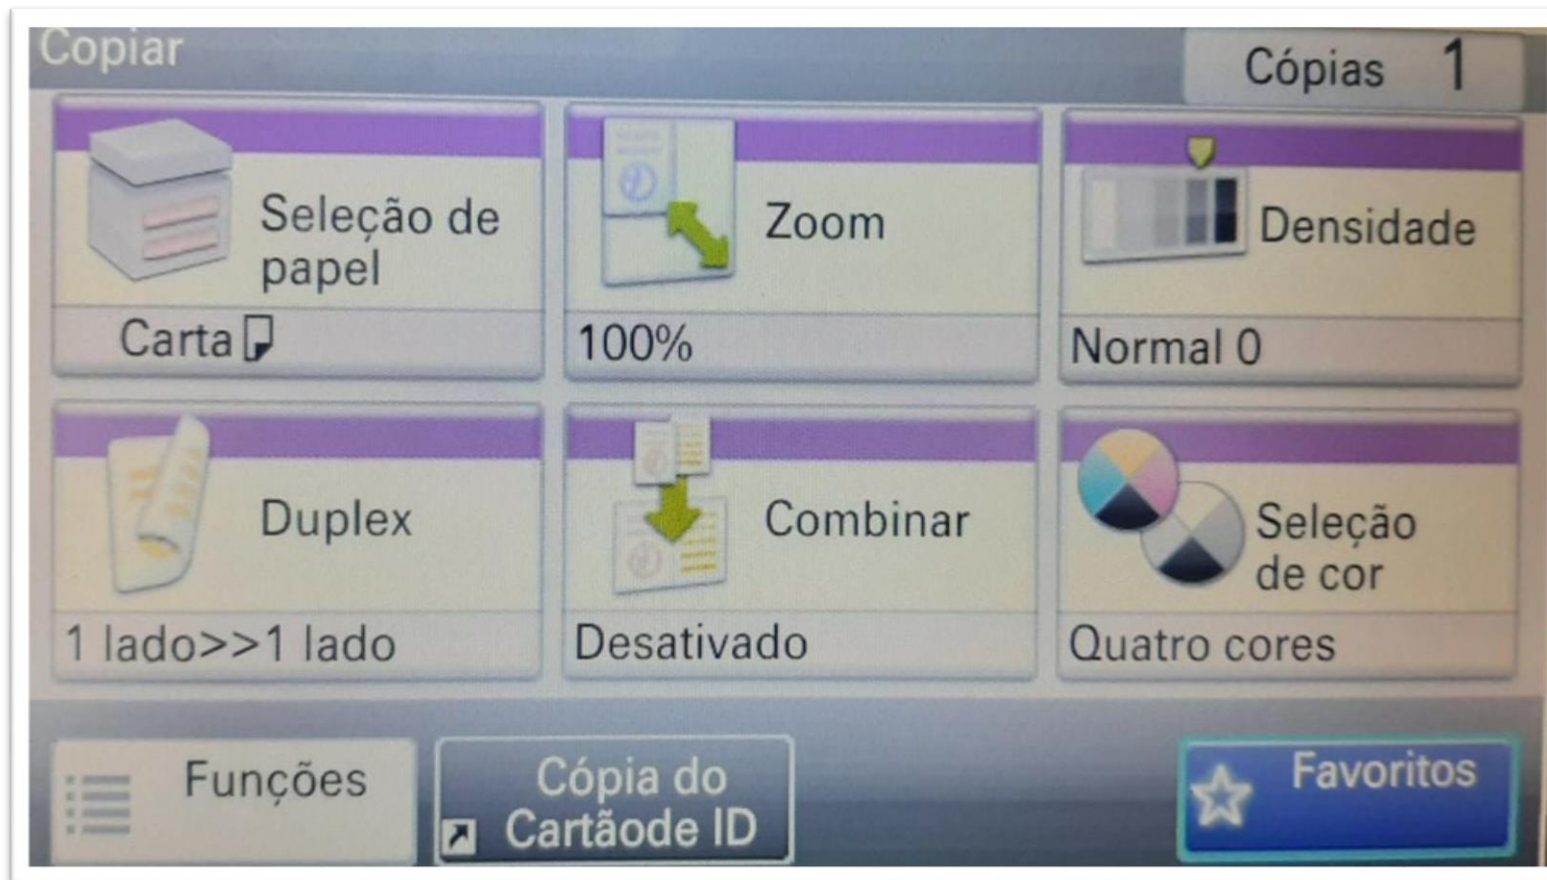 Copiar
Cópias 1
Seleção de
papel
Carta
Zoom
100%
Densidade
Normal 0
Duplex
1 lado>>1 lado
Combinar
Desativado
Seleção
de cor
Quatro cores
Funções
Cópia do
Cartãode ID
Favoritos